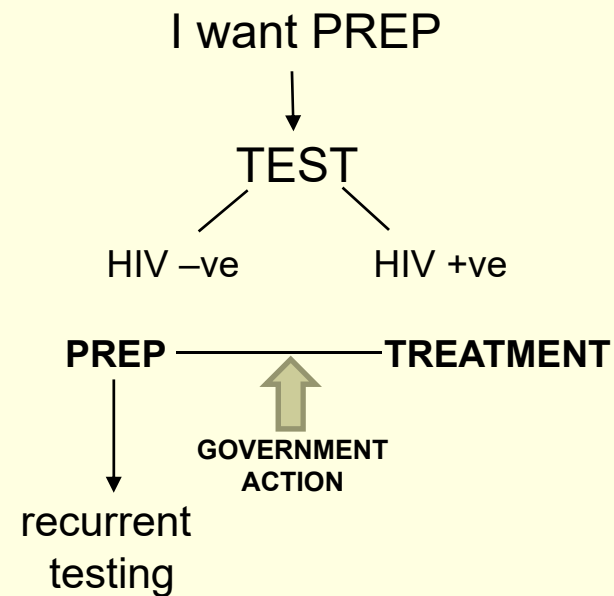 I want PREP
TEST
HIV –ve HIV +ve
PREP TREATMENT
GOVERNMENT
ACTION
recurrent
testing